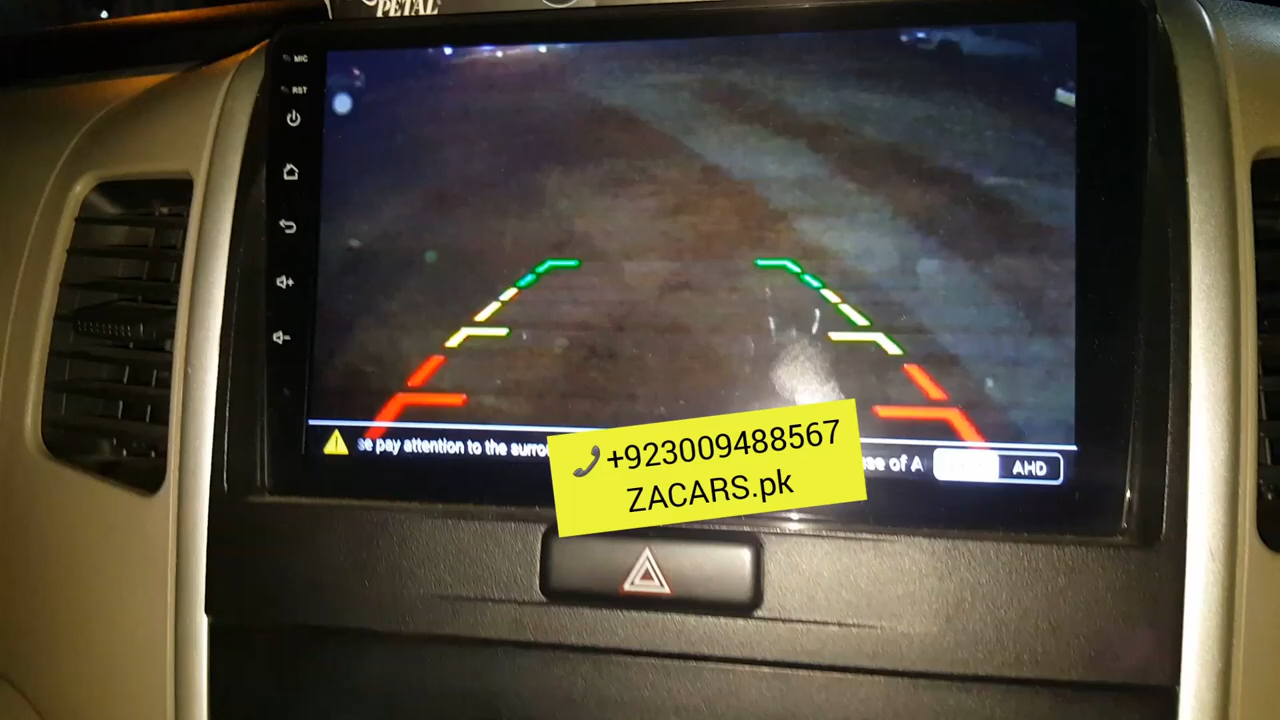 PETAL
MIC
RST
se pay attention to the surro
+923009488567
ZACARS.pk
se of A
AHD